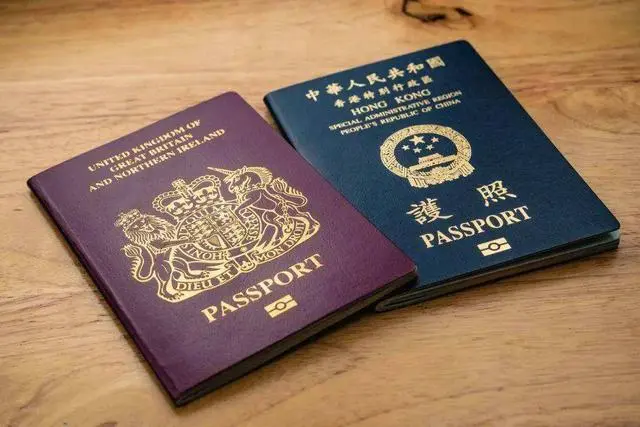 UNITED KINGDOM OF
GREAT BRITAIN
AND NORTHERN IRELAND
DIEU ET MON DROIT
PASSPORT
中華人民共和國
香港特別行政區
HONG KONG
SPECIAL ADMINISTRATIVE REGION
PEOPLE'S REPUBLIC OF CHINA
護照
PASSPORT